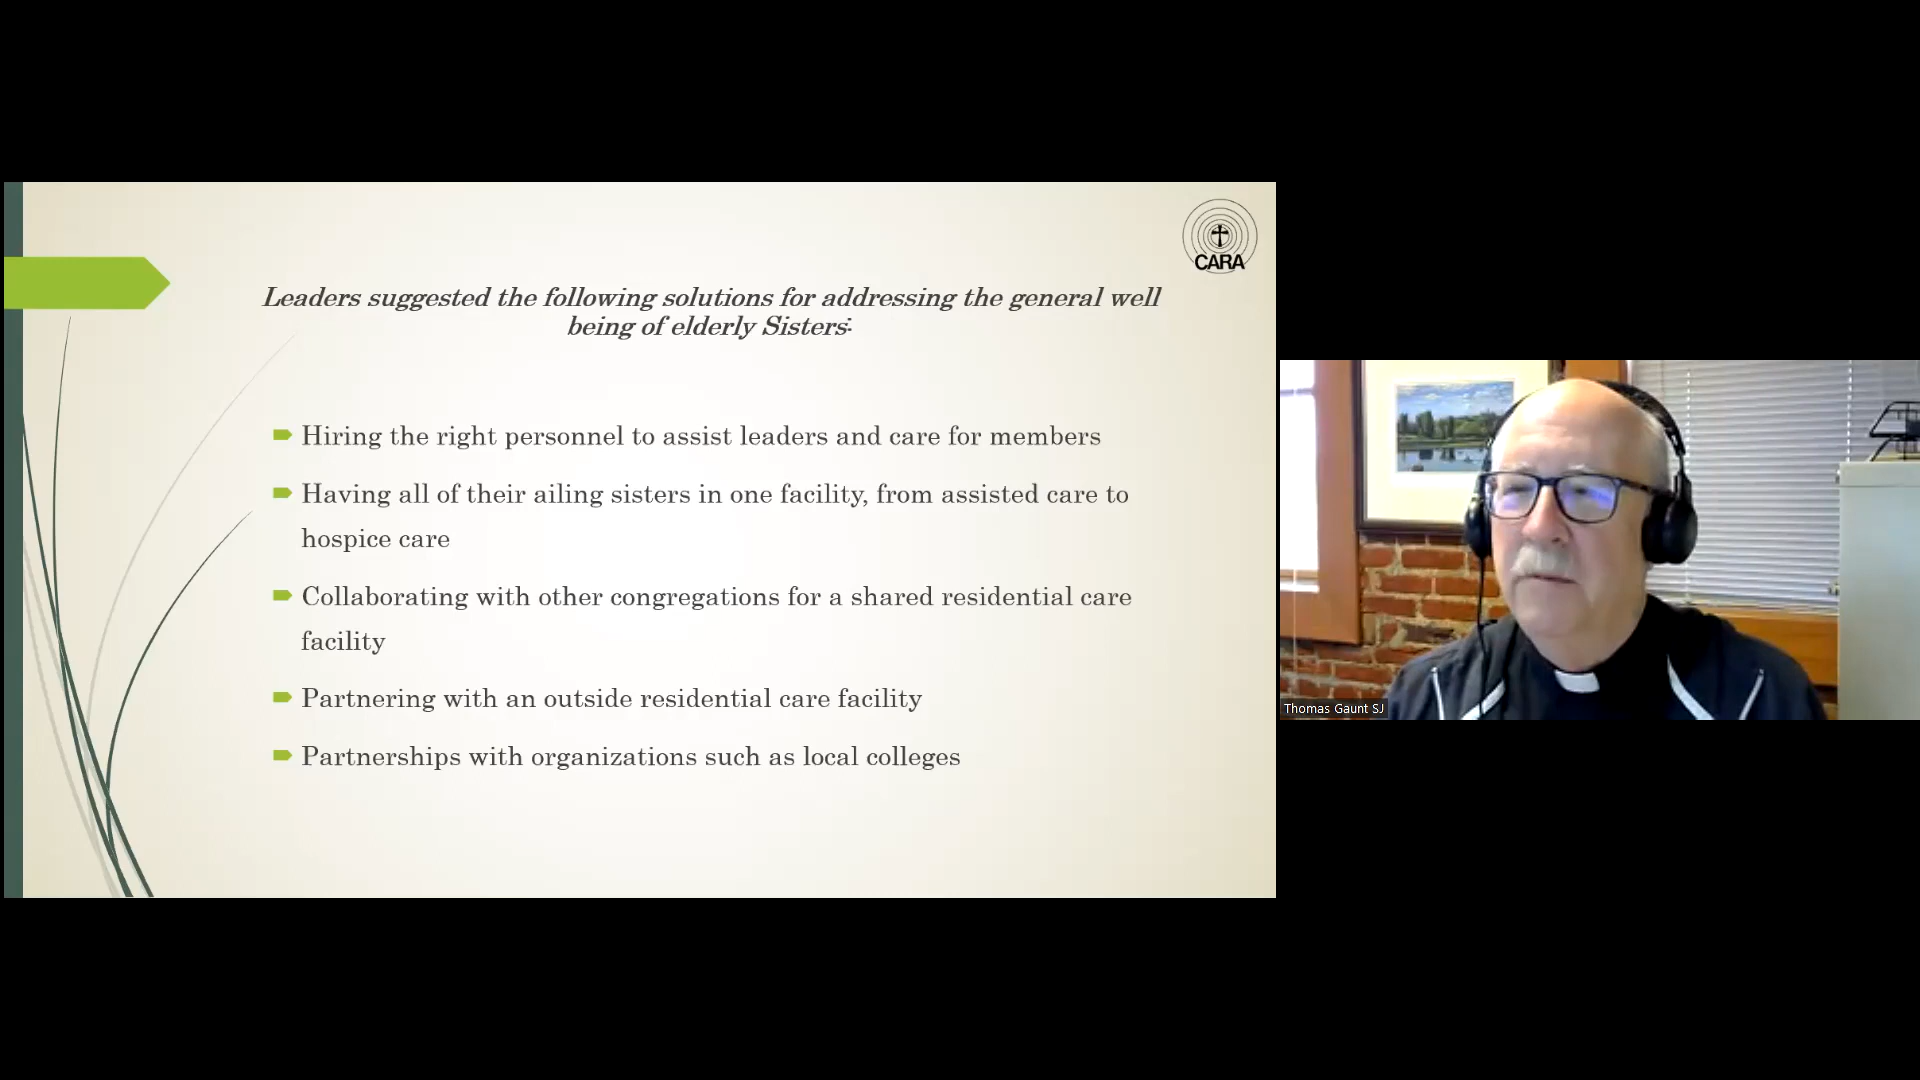 CARA
Leaders suggested the following solutions for addressing the general well
being of elderly Sisters:
Hiring the right personnel to assist leaders and care for members
Having all of their ailing sisters in one facility, from assisted care to
hospice care
Collaborating with other congregations for a shared residential care
facility
Partnering with an outside residential care facility
Partnerships with organizations such as local colleges
Thomas Gaunt SJ